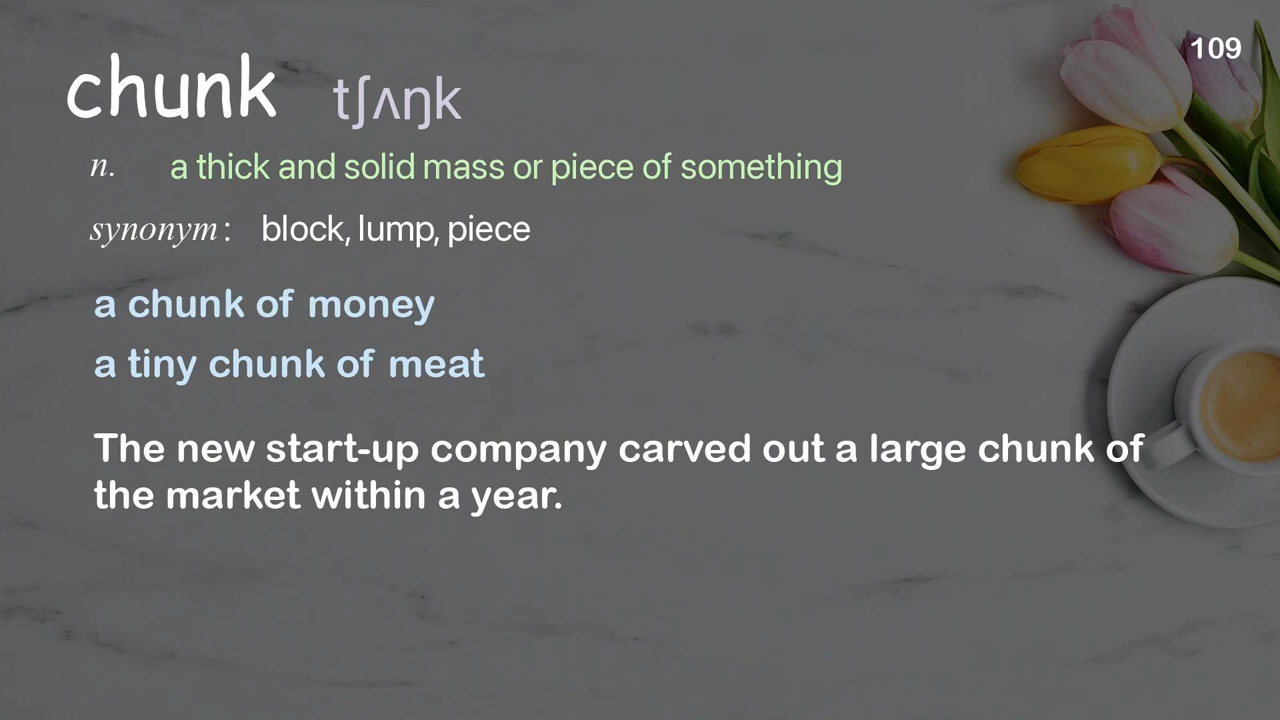 109
chunk tʃʌŋk
n. a thick and solid mass or piece of something
synonym: block, lump, piece
a chunk of money
a tiny chunk of meat
The new start-up company carved out a large chunk of
the market within a year.